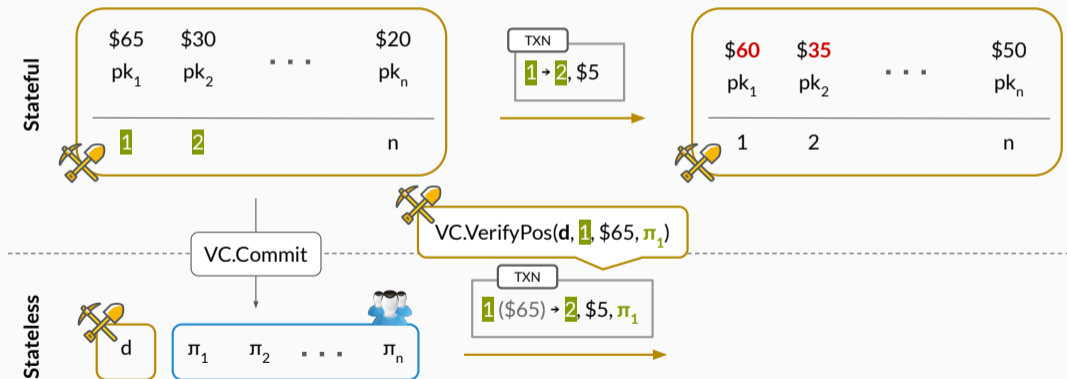 Stateful
$65 $30 $20
pk1 pk2 ... pkn
1 2 n
TXN
1 → 2, $5
$60 $35 $50
pk1 pk2 ... pkn
1 2 n
VC.Commit
VC.VerifyPos(d, 1, $65, π1)
Stateless
d
π1 π2 ... πn
TXN
1 ($65) → 2, $5, π1